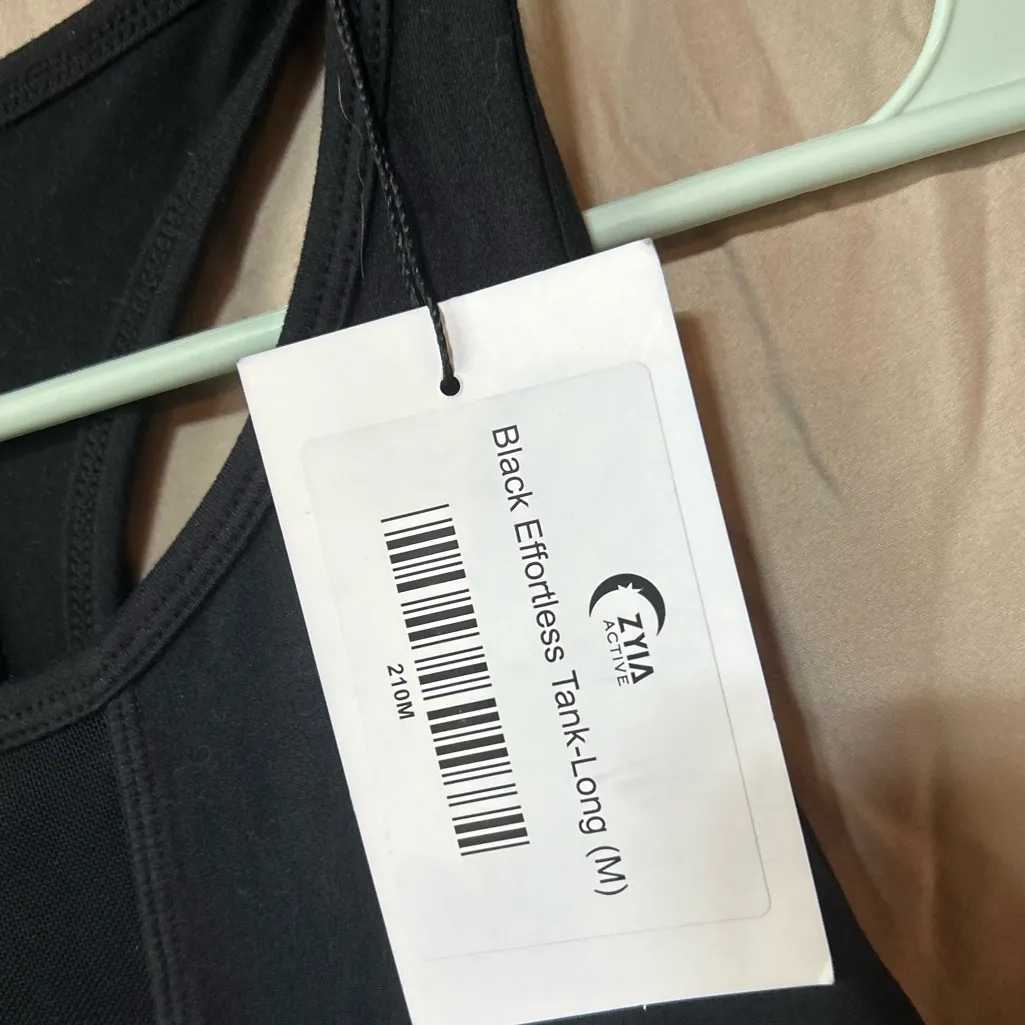 ZYIA
ACTIVE
Black Effortless Tank-Long (M)
210M